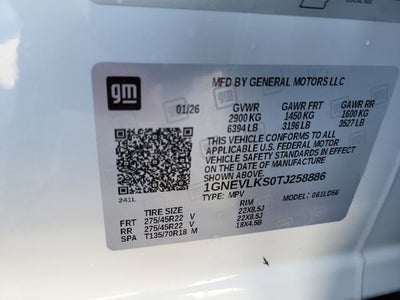 gm
MFD BY GENERAL MOTORS LLC
01/26 GVWR GAWR FRT GAWR RR
2900 KG 1450 KG 1600 KG
6394 LB 3196 LB 3527 LB
THIS VEHICLE CONFORMS TO ALL
APPLICABLE U.S. FEDERAL MOTOR
VEHICLE SAFETY STANDARDS IN EFFECT
ON THE DATE OF MANUFACTURE
SHOWN ABOVE.
1GNEVLKS0TJ258886
241L TYPE: MPV MODEL: 061LD56
TIRE SIZE RIM
FRT 275/45R22 V 22X8.5J
RR 275/45R22 V 22X8.5J
SPA T135/70R18 M 18X4.5B